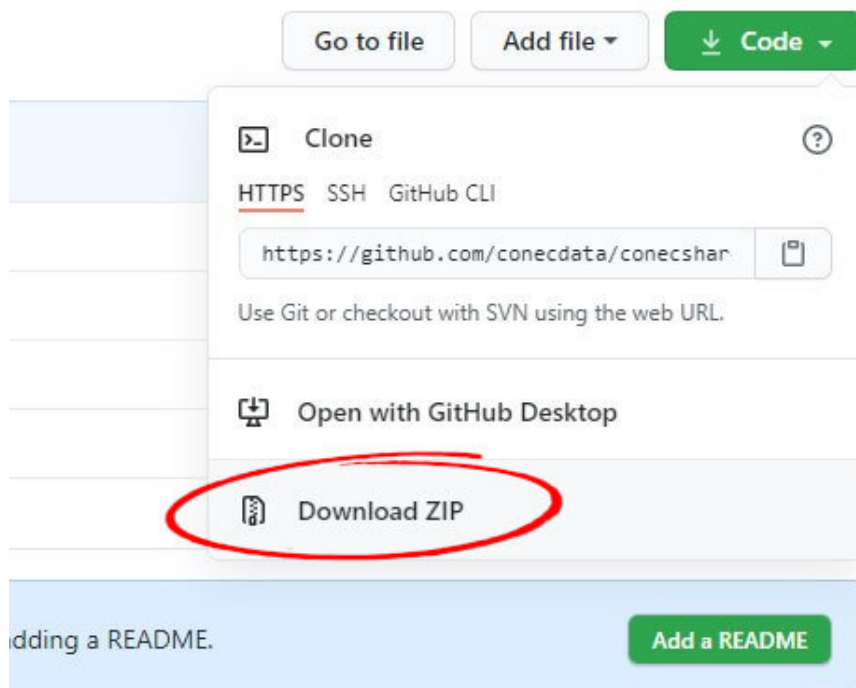 Go to file Add file Code
Clone
HTTPS SSH GitHub CLI
https://github.com/conecdata/conecshar
Use Git or checkout with SVN using the web URL.
Open with GitHub Desktop
Download ZIP
adding a README. Add a README